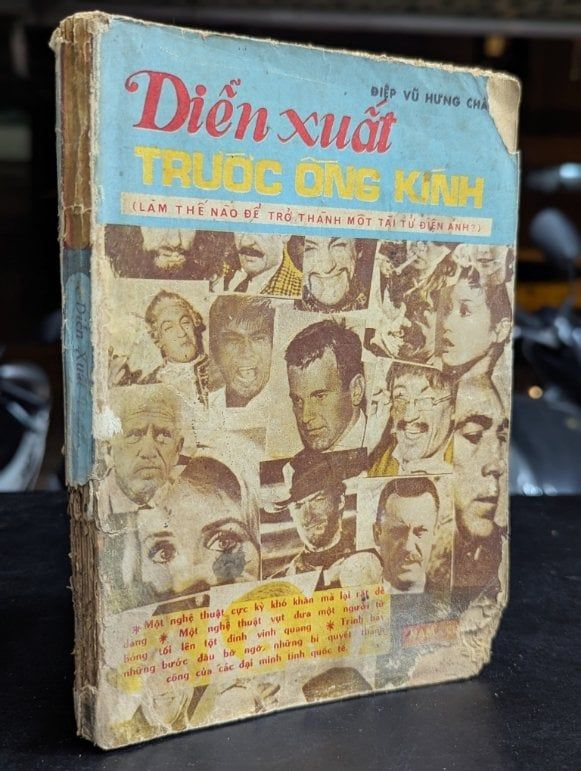 ĐIỆP VŨ HƯNG
Diễn xuất
TRƯỚC ỐNG KÍNH
(LÀM THẾ NÀO ĐỂ TRỞ THÀNH MỘT TÀI TỬ ĐIỆN ẢNH?)
Diễn Xuất
* Một nghệ thuật cực kỳ khó khăn mà lại rất dễ
dàng * Một nghệ thuật vụt đưa một người từ
bóng tối lên tột đỉnh vinh quang * Trình bày
những bước đầu bỡ ngỡ, những bí quyết thành
công của các đại minh tinh quốc tế.